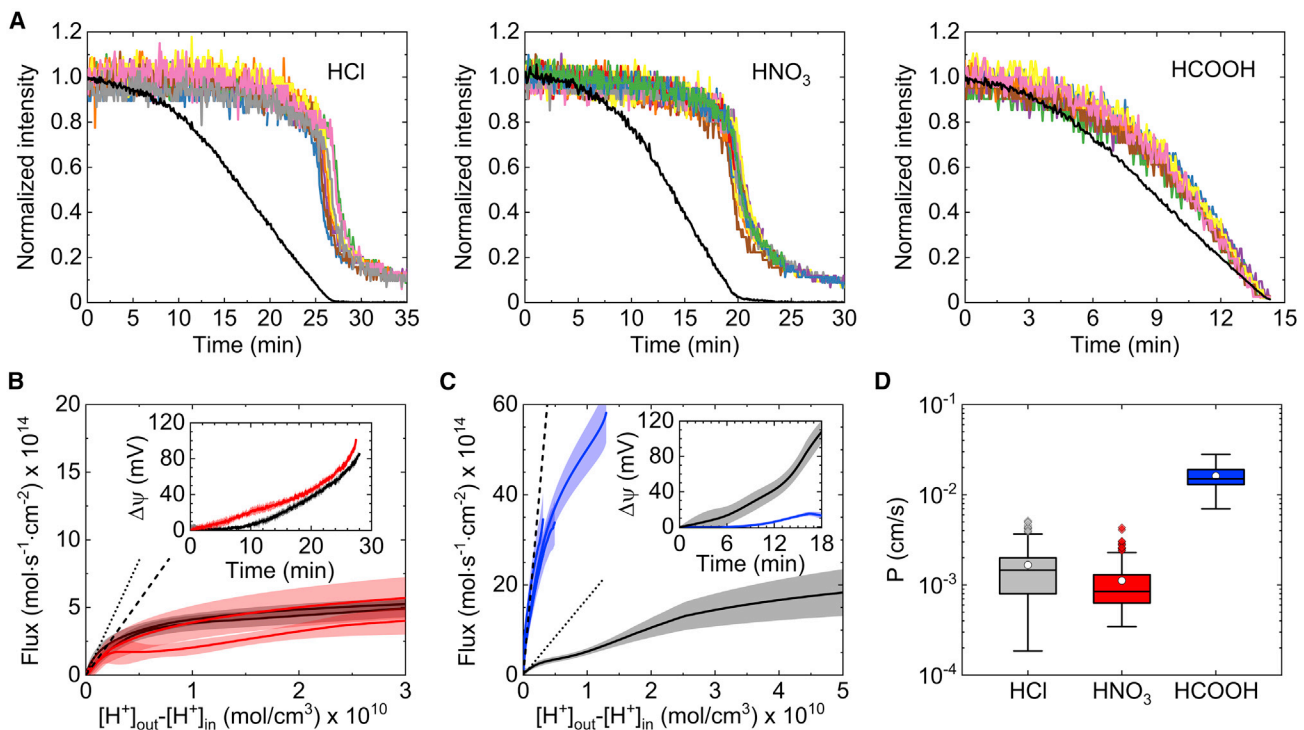 A
1.2
1.0
0.8
0.6
0.4
0.2
0
Normalized intensity
HCl
0 5 10 15 20 25 30 35
Time (min)
1.2
1.0
0.8
0.6
0.4
0.2
0
Normalized intensity
HNO3
0 10 20 30
Time (min)
1.2
1.0
0.8
0.6
0.4
0.2
0
Normalized intensity
HCOOH
0 3 6 9 12 15
Time (min)
B
20
15
10
5
0
Flux (mol·s⁻¹·cm⁻²) x 10¹⁴
120
80
40
0
Δψ (mV)
0 10 20 30
Time (min)
0 1 2 3
[H⁺]out-[H⁺]in (mol/cm³) x 10¹⁰
C
60
40
20
0
Flux (mol·s⁻¹·cm⁻²) x 10¹⁴
120
80
40
0
Δψ (mV)
0 6 12 18
Time (min)
0 1 2 3 4 5
[H⁺]out-[H⁺]in (mol/cm³) x 10¹⁰
D
10⁻¹
10⁻²
10⁻³
10⁻⁴
P (cm/s)
HCl HNO3 HCOOH